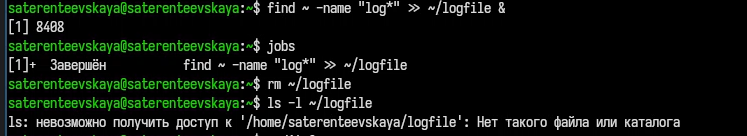 saterenteevskaya@saterenteevskaya:~$ find ~ -name "log*" >> ~/logfile &
[1] 8408
saterenteevskaya@saterenteevskaya:~$ jobs
[1]+  Завершён          find ~ -name "log*" >> ~/logfile
saterenteevskaya@saterenteevskaya:~$ rm ~/logfile
saterenteevskaya@saterenteevskaya:~$ ls -l ~/logfile
ls: невозможно получить доступ к '/home/saterenteevskaya/logfile': Нет такого файла или каталога